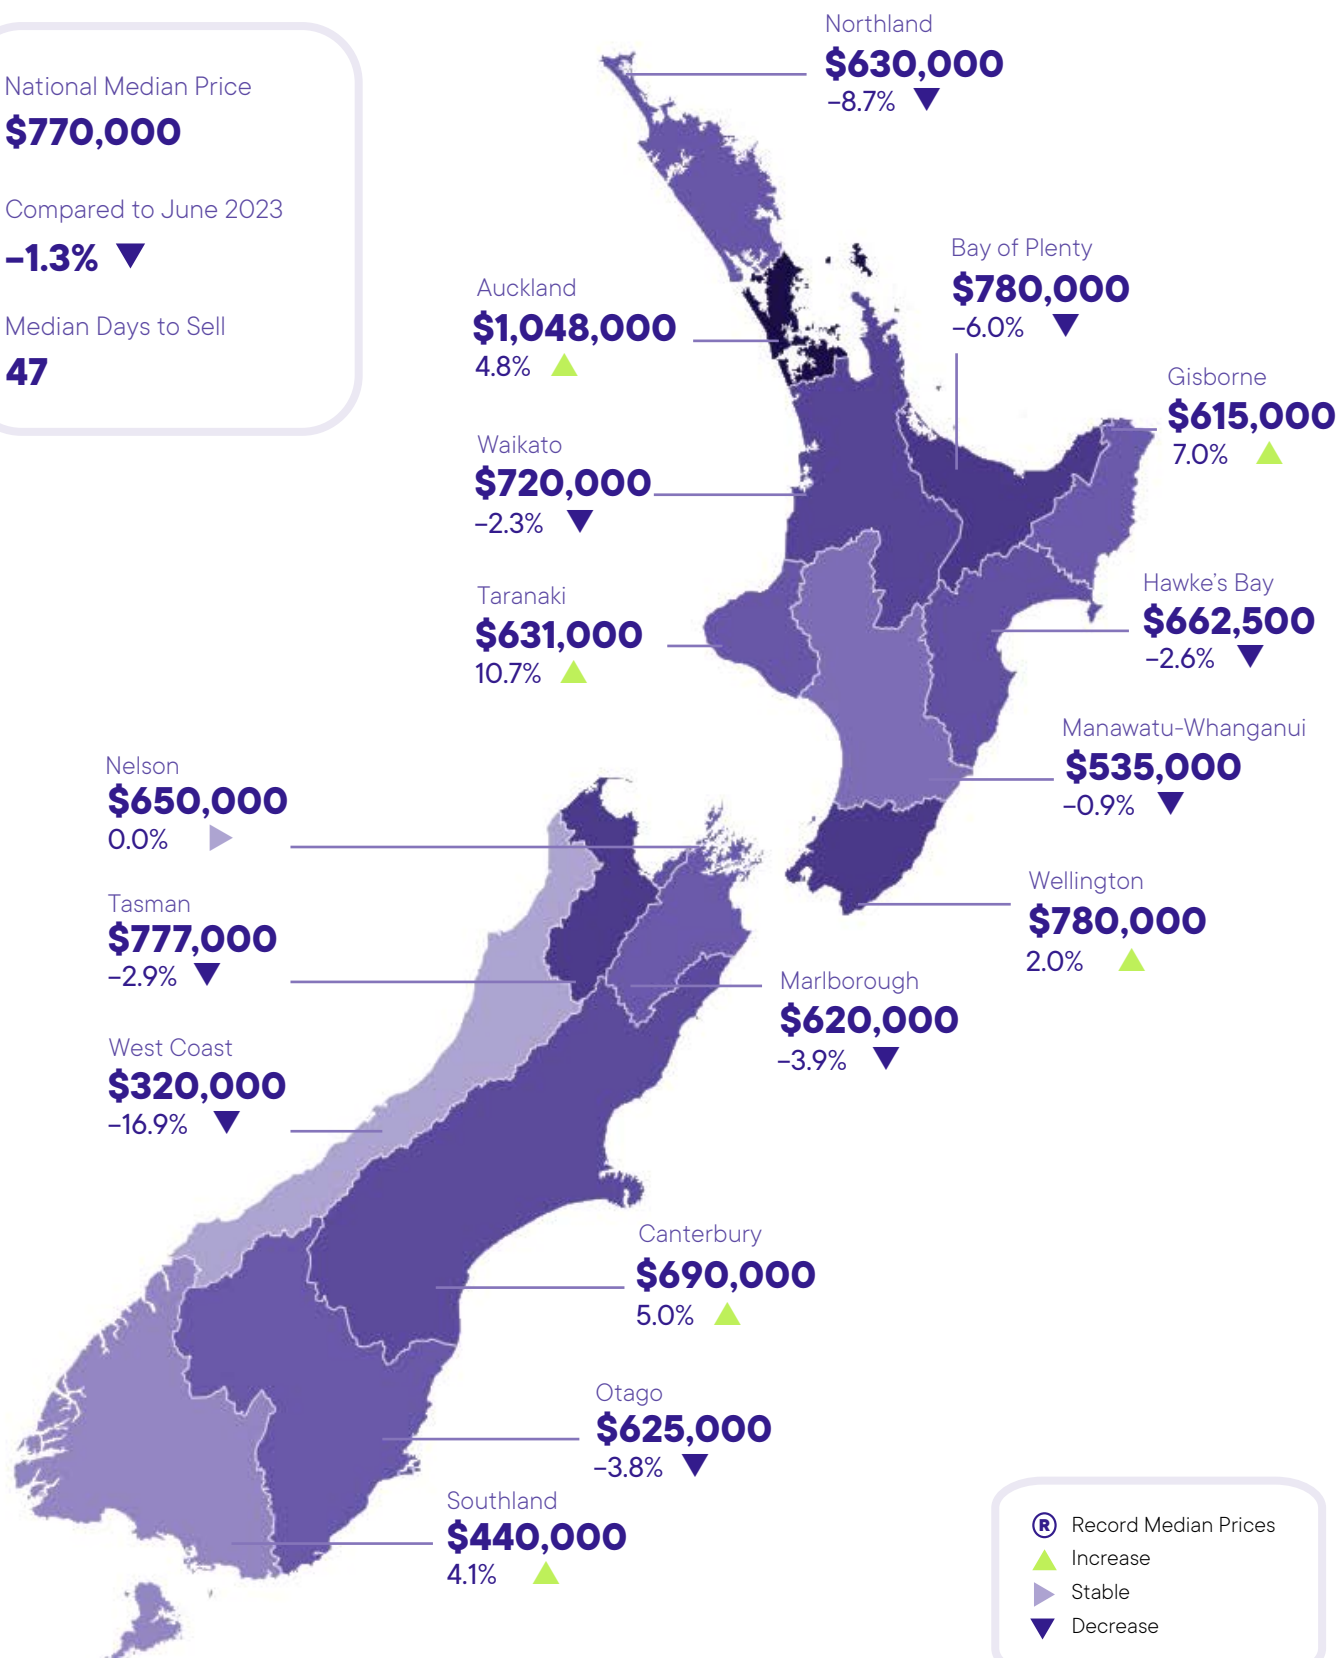 National Median Price
$770,000
Compared to June 2023
-1.3%
Median Days to Sell
47
Northland
$630,000
-8.7%
Auckland
$1,048,000
4.8%
Bay of Plenty
$780,000
-6.0%
Gisborne
$615,000
7.0%
Waikato
$720,000
-2.3%
Taranaki
$631,000
10.7%
Hawke's Bay
$662,500
-2.6%
Manawatu-Whanganui
$535,000
-0.9%
Nelson
$650,000
0.0%
Wellington
$780,000
2.0%
Tasman
$777,000
-2.9%
Marlborough
$620,000
-3.9%
West Coast
$320,000
-16.9%
Canterbury
$690,000
5.0%
Otago
$625,000
-3.8%
Southland
$440,000
4.1%
R Record Median Prices
Increase
Stable
Decrease